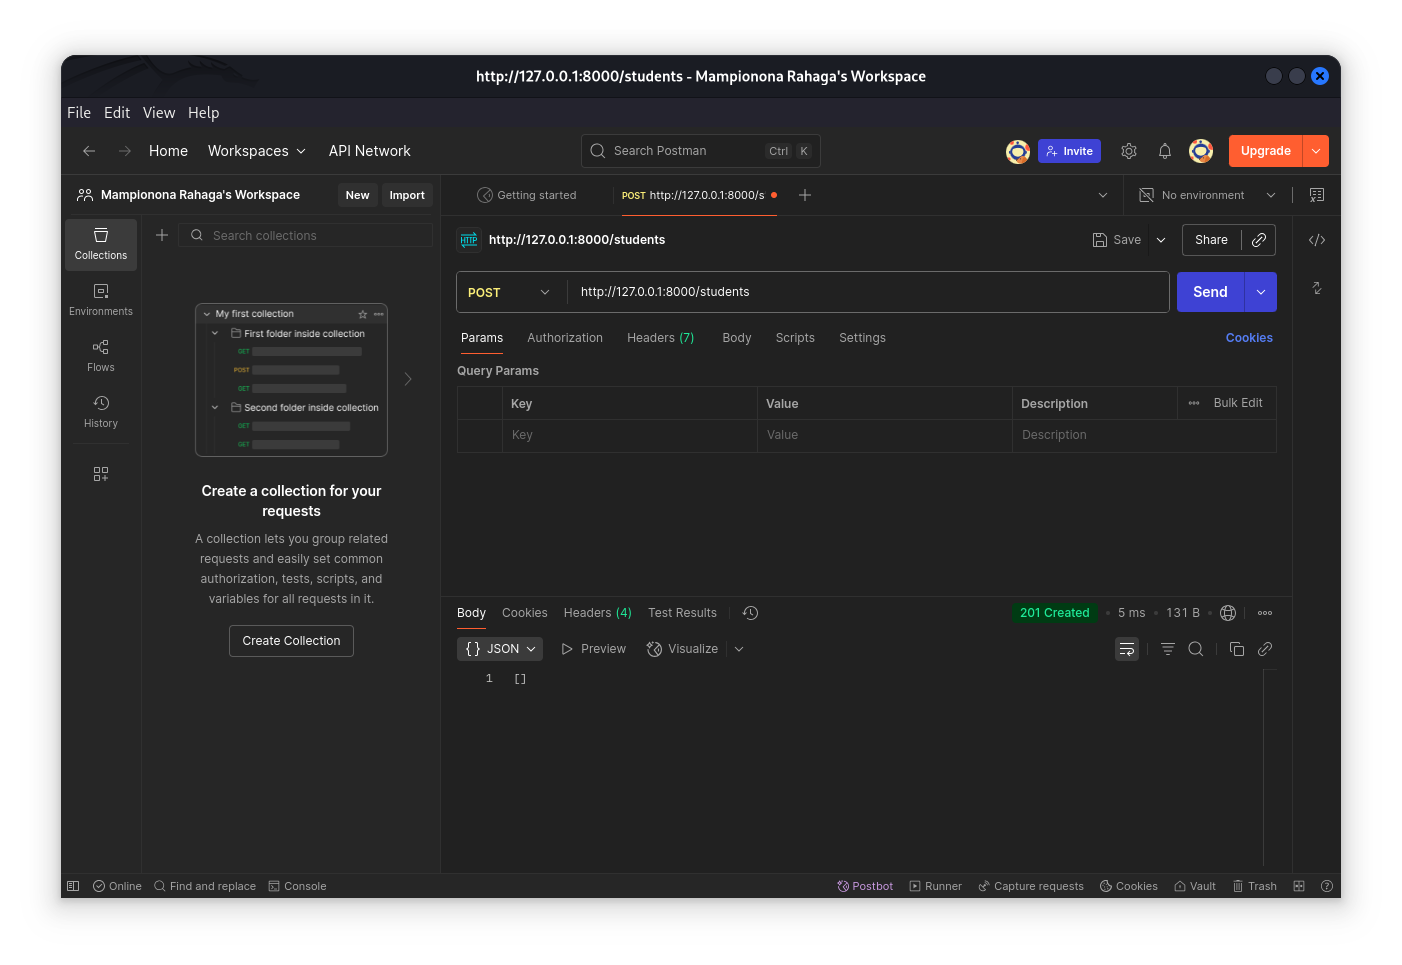 http://127.0.0.1:8000/students - Mampionona Rahaga's Workspace
File Edit View Help
Home Workspaces API Network
Search Postman Ctrl K
Invite
Upgrade
Mampionona Rahaga's Workspace New Import
Getting started
POST http://127.0.0.1:8000/s
No environment
Collections
Environments
Flows
History
Search collections
My first collection
First folder inside collection
GET
POST
GET
Second folder inside collection
GET
GET
Create a collection for your
requests
A collection lets you group related
requests and easily set common
authorization, tests, scripts, and
variables for all requests in it.
Create Collection
HTTP http://127.0.0.1:8000/students
Save Share
POST http://127.0.0.1:8000/students Send
Params Authorization Headers (7) Body Scripts Settings Cookies
Query Params
Key Value Description Bulk Edit
Key Value Description
Body Cookies Headers (4) Test Results 201 Created 5 ms 131 B
{} JSON Preview Visualize
1 []
Online Find and replace Console Postbot Runner Capture requests Cookies Vault Trash